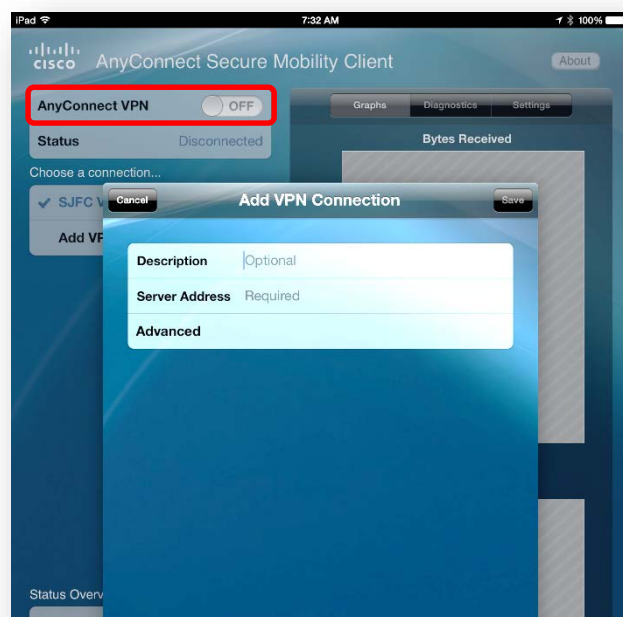 iPad 7:32 AM 100%
CISCO AnyConnect Secure Mobility Client About
AnyConnect VPN OFF
Graphs Diagnostics Settings
Status Disconnected
Bytes Received
Choose a connection...
SJFC V
Cancel Add VPN Connection Save
Add VP
Description Optional
Server Address Required
Advanced
Status Overv